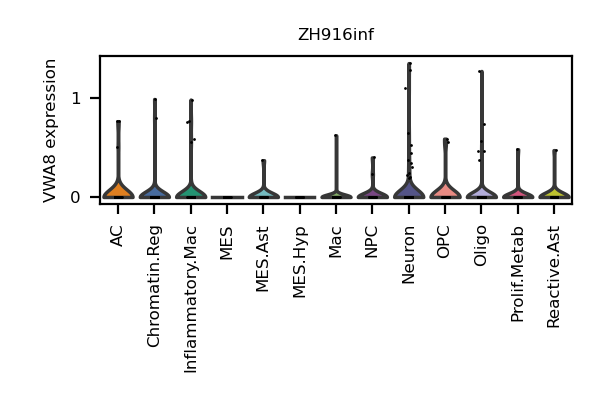 ZH916inf
VWA8 expression
1
0
AC
Chromatin.Reg
Inflammatory.Mac
MES
MES.Ast
MES.Hyp
Mac
NPC
Neuron
OPC
Oligo
Prolif.Metab
Reactive.Ast